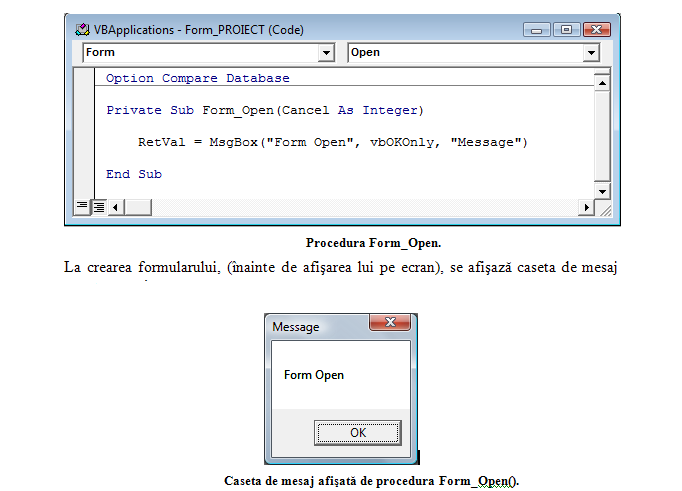 VBApplications - Form_PROIECT (Code)
Form Open
Option Compare Database
Private Sub Form_Open(Cancel As Integer)
RetVal = MsgBox("Form Open", vbOKOnly, "Message")
End Sub
Procedura Form_Open.
La crearea formularului, (înainte de afişarea lui pe ecran), se afişază caseta de mesaj
Message
Form Open
OK
Caseta de mesaj afişată de procedura Form_Open().